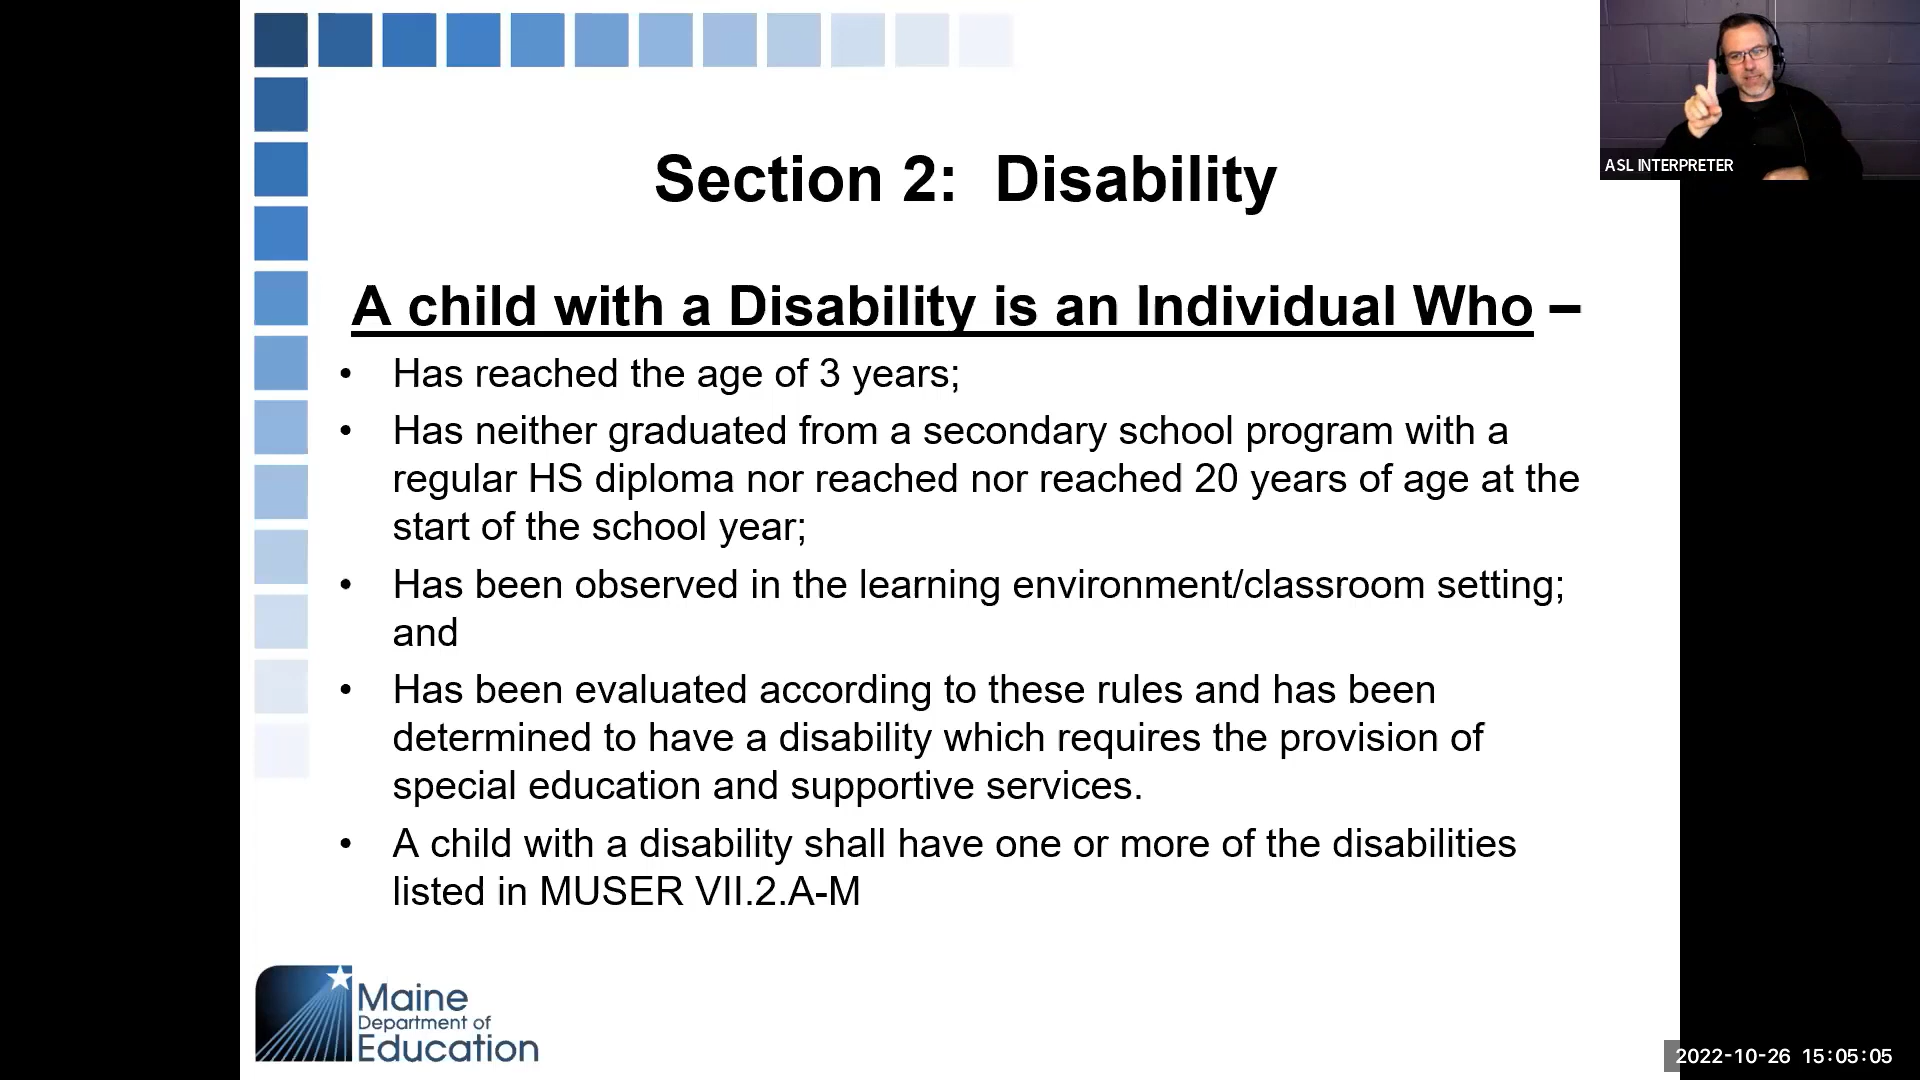 Section 2:  Disability
A child with a Disability is an Individual Who –
• Has reached the age of 3 years;
• Has neither graduated from a secondary school program with a
regular HS diploma nor reached nor reached 20 years of age at the
start of the school year;
• Has been observed in the learning environment/classroom setting;
and
• Has been evaluated according to these rules and has been
determined to have a disability which requires the provision of
special education and supportive services.
• A child with a disability shall have one or more of the disabilities
listed in MUSER VII.2.A-M
Maine
Department of
Education
ASL INTERPRETER
2022-10-26 15:05:05